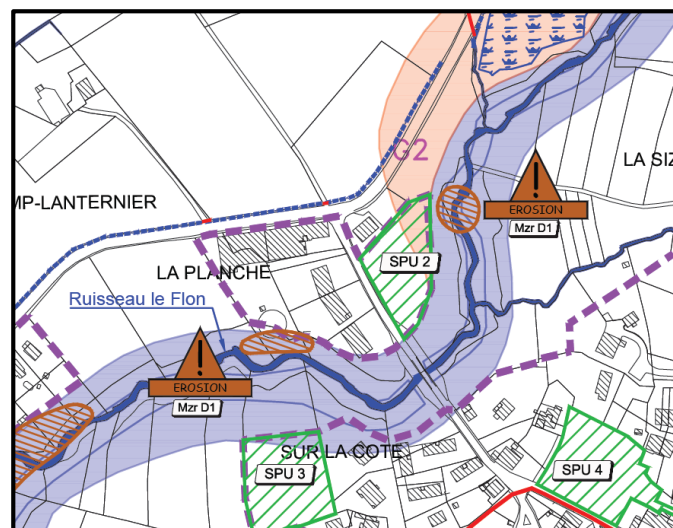 G2
LA SIZ
MP-LANTERNIER
!
EROSION
Mzr D1
SPU 2
LA PLANCHE
Ruisseau le Flon
!
EROSION
Mzr D1
SUR LA COTE
SPU 3
SPU 4